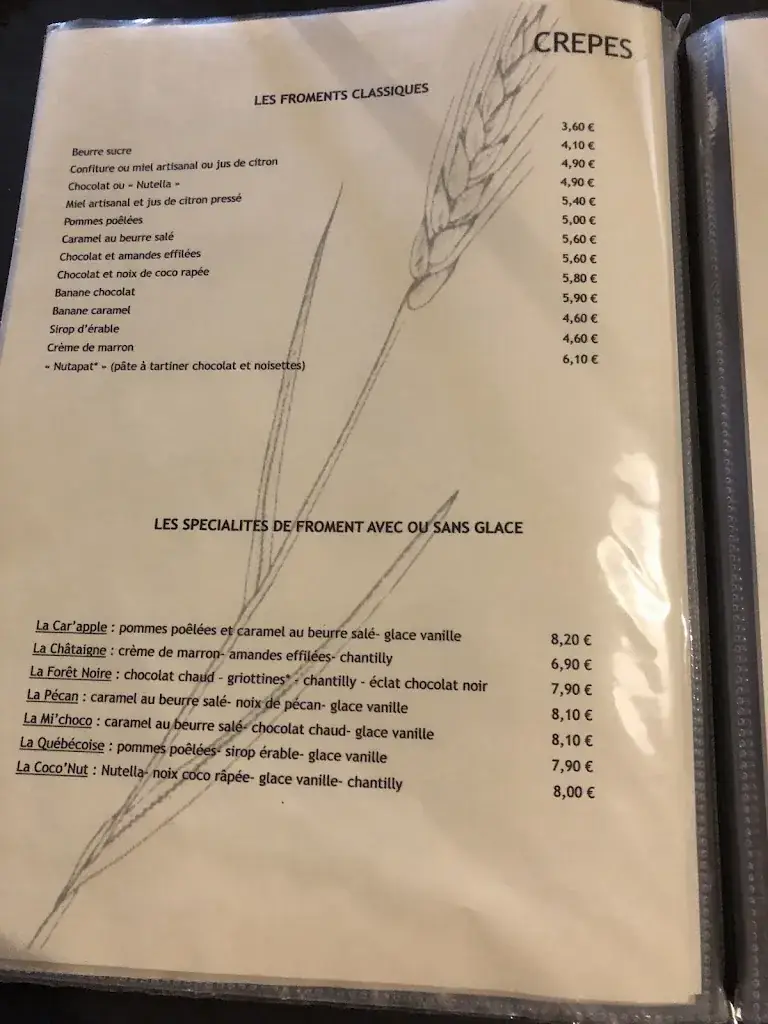 CREPES
LES FROMENTS CLASSIQUES
Beurre sucre 3,60 €
Confiture ou miel artisanal ou jus de citron 4,10 €
Chocolat ou « Nutella » 4,90 €
Miel artisanal et jus de citron pressé 4,90 €
Pommes poêlées 5,40 €
Caramel au beurre salé 5,00 €
Chocolat et amandes effilées 5,60 €
Chocolat et noix de coco rapée 5,60 €
Banane chocolat 5,80 €
Banane caramel 5,90 €
Sirop d'érable 4,60 €
Crème de marron 4,60 €
« Nutapat* » (pâte à tartiner chocolat et noisettes) 6,10 €
LES SPECIALITES DE FROMENT AVEC OU SANS GLACE
La Car'apple : pommes poêlées et caramel au beurre salé- glace vanille 8,20 €
La Châtaigne : crème de marron- amandes effilées- chantilly 6,90 €
La Forêt Noire : chocolat chaud - griottines* - chantilly - éclat chocolat noir 7,90 €
La Pécan : caramel au beurre salé- noix de pécan- glace vanille 8,10 €
La Mi'choco : caramel au beurre salé- chocolat chaud- glace vanille 8,10 €
La Québécoise : pommes poêlées- sirop érable- glace vanille 7,90 €
La Coco'Nut : Nutella- noix coco râpée- glace vanille- chantilly 8,00 €